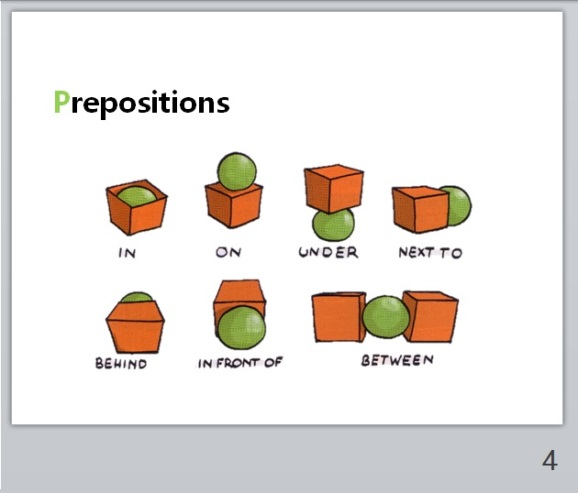 Prepositions
IN ON UNDER NEXT TO
BEHIND IN FRONT OF BETWEEN
4